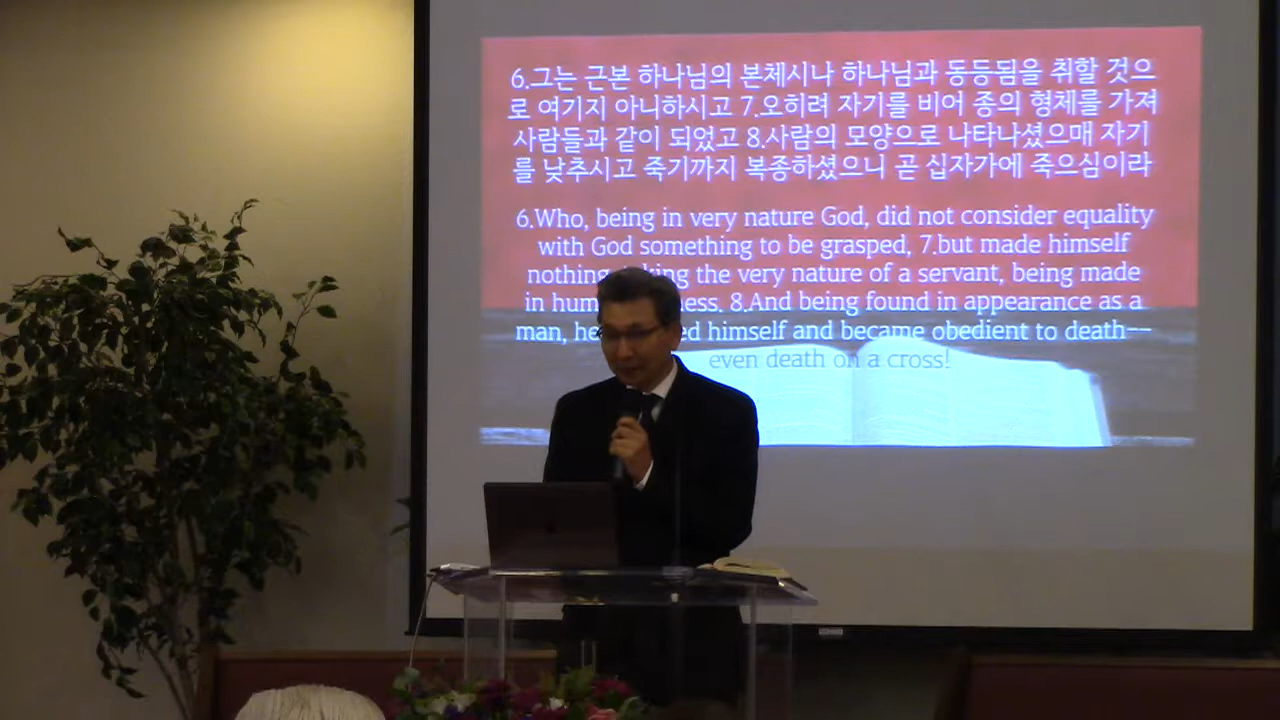 6.그는 근본 하나님의 본체시나 하나님과 동등됨을 취할 것으
로 여기지 아니하시고 7.오히려 자기를 비어 종의 형체를 가져
사람들과 같이 되었고 8.사람의 모양으로 나타나셨으매 자기
를 낮추시고 죽기까지 복종하셨으니 곧 십자가에 죽으심이라
6.Who, being in very nature God, did not consider equality
with God something to be grasped, 7.but made himself
the very nature of a servant, being made
in 8.And being found in appearance as a
man, himself and became obedient to death--
even death on a cross!